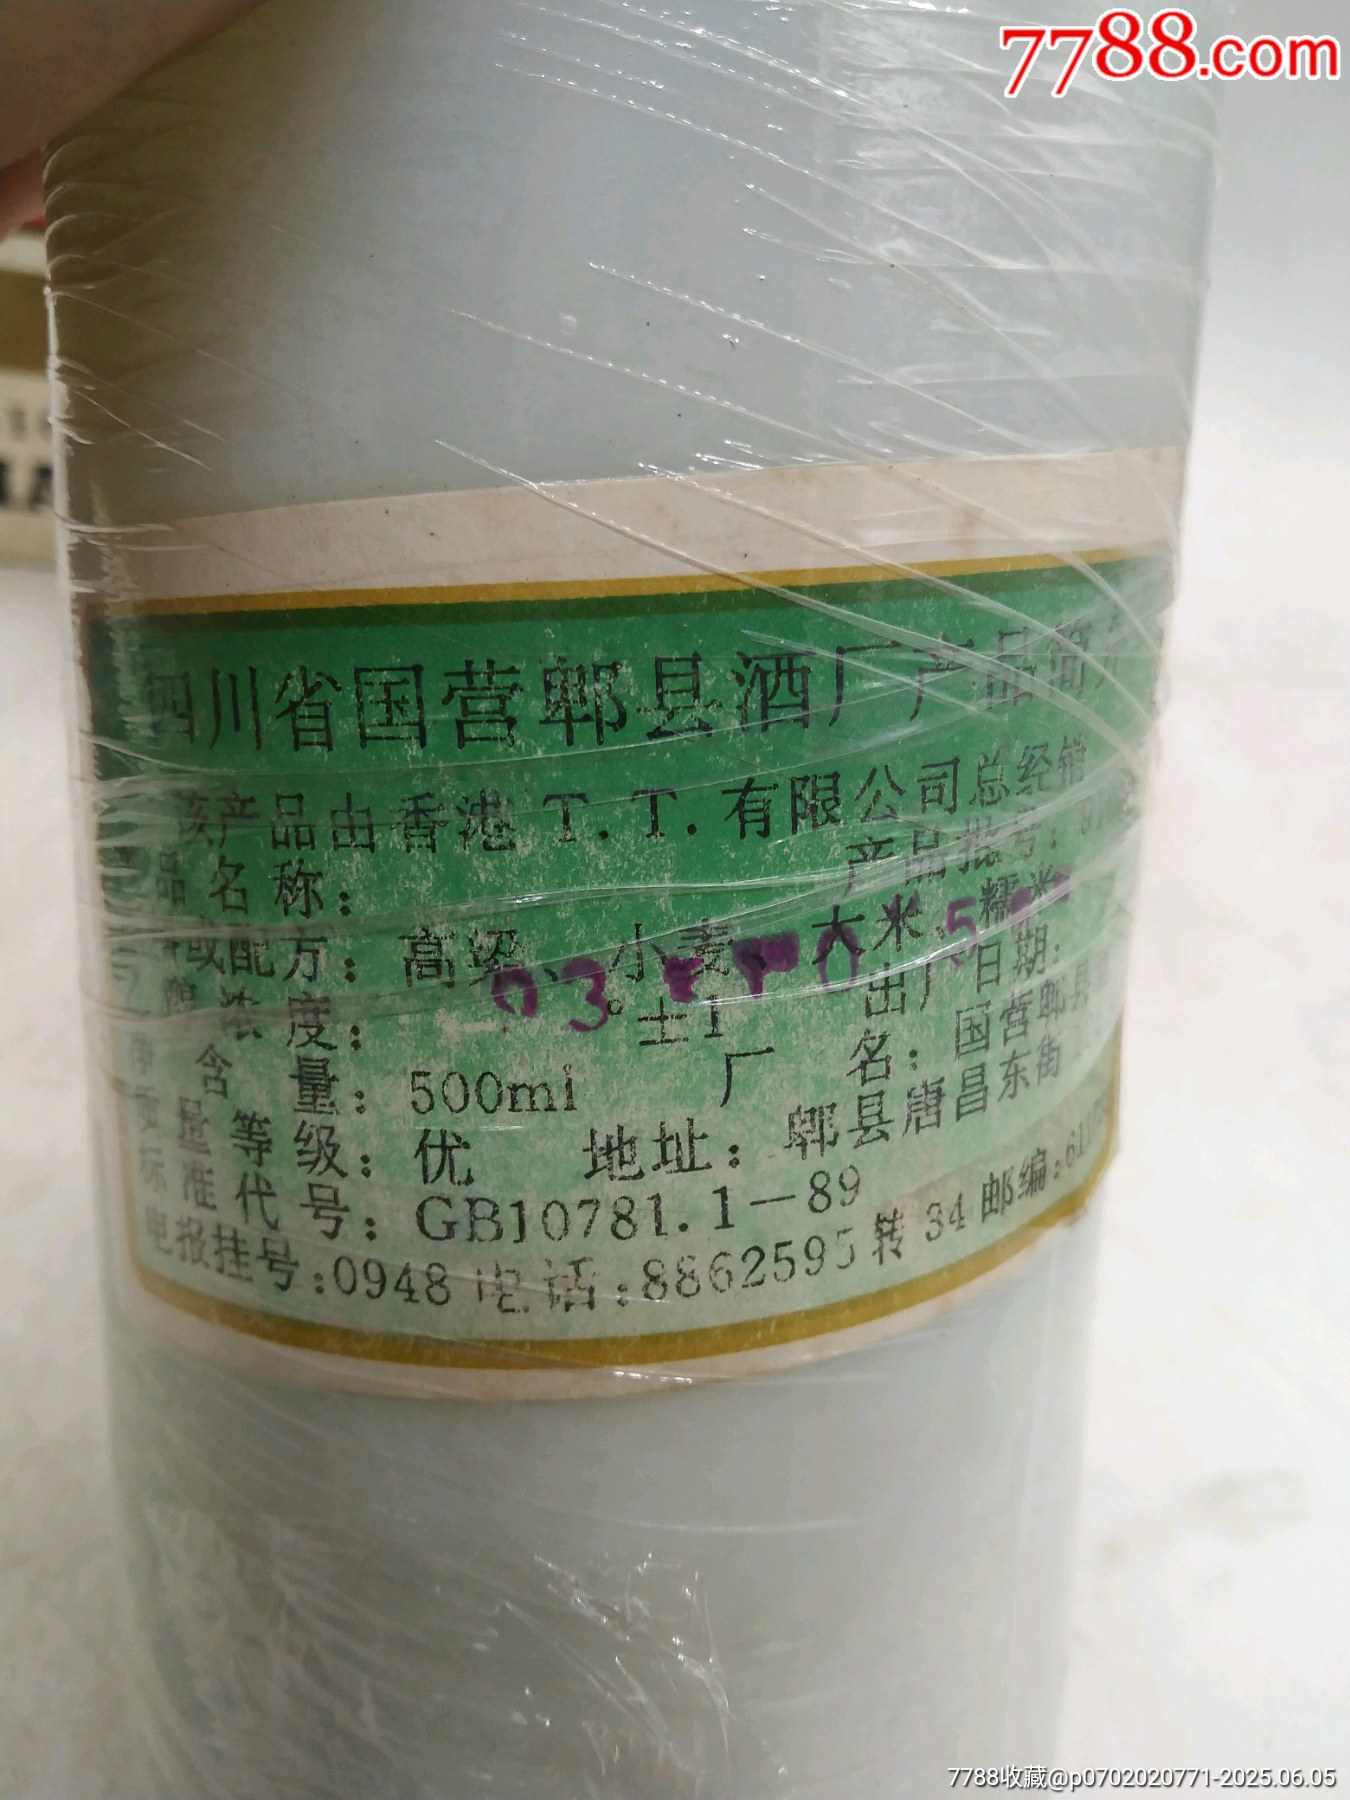 7788.com
四川省国营郫县酒厂产品简介
该产品由香港 T.T.有限公司总经销
品名称： 产品批号：
或配方：高粱、小麦、大米、糯米
度： °±1 出厂日期：
净含量：500ml 厂名：国营郫县
质量等级：优 地址：郫县唐昌东街
标准代号：GB10781.1—89
电报挂号:0948 电话:8862595转34 邮编:
03
0
5
7788收藏@p0702020771-2025.06.05